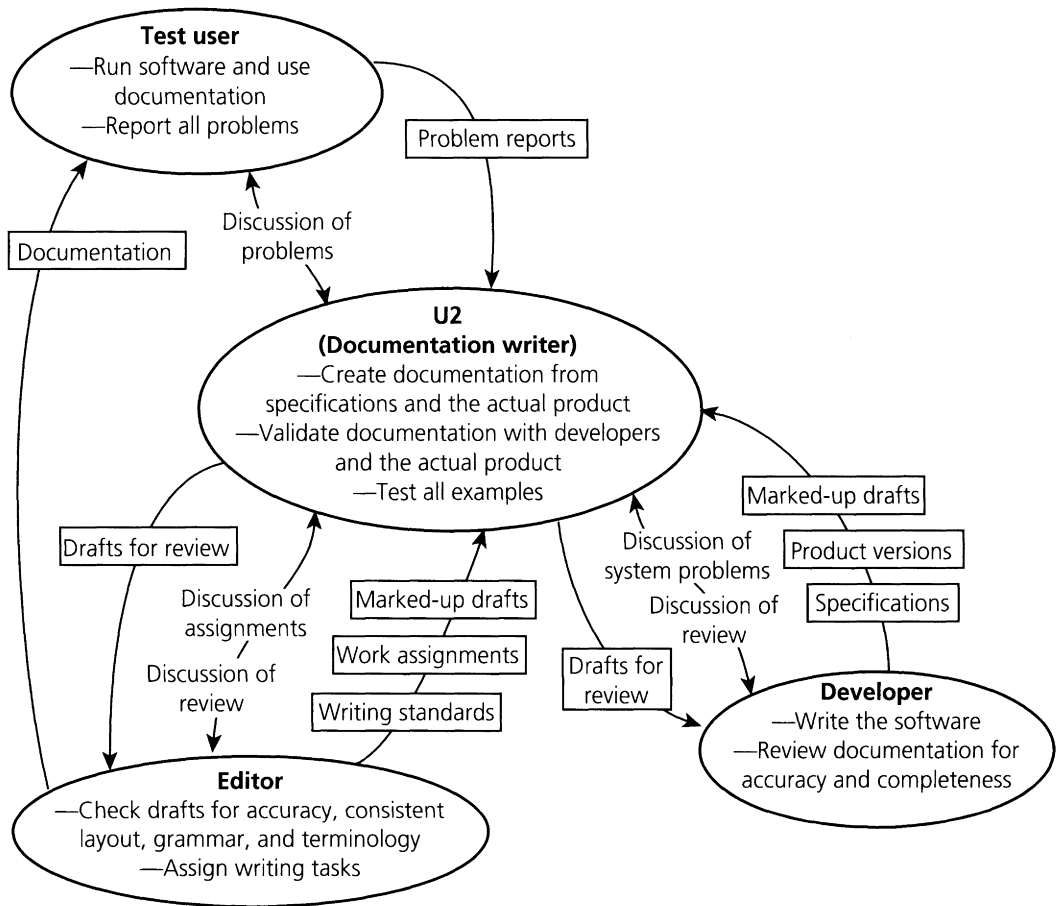 Test user
—Run software and use
documentation
—Report all problems
Problem reports
Discussion of
problems
Documentation
U2
(Documentation writer)
—Create documentation from
specifications and the actual product
—Validate documentation with developers
and the actual product
—Test all examples
Drafts for review
Discussion of
assignments
Discussion of
review
Marked-up drafts
Work assignments
Writing standards
Discussion of
system problems
Discussion of
review
Drafts for
review
Marked-up drafts
Product versions
Specifications
Developer
—Write the software
—Review documentation for
accuracy and completeness
Editor
—Check drafts for accuracy, consistent
layout, grammar, and terminology
—Assign writing tasks